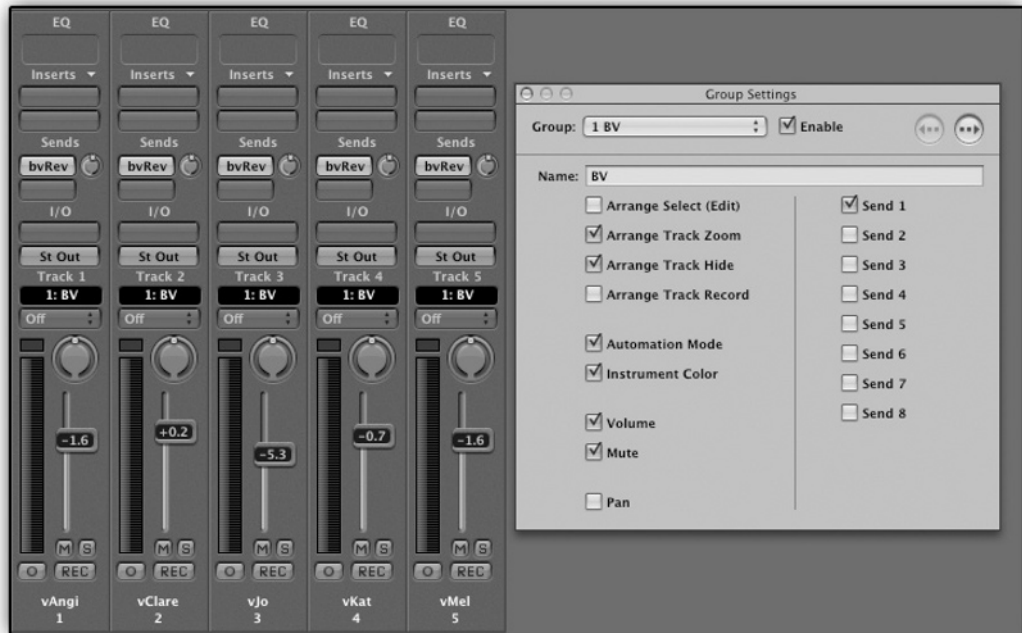 EQ EQ EQ EQ EQ
Inserts Inserts Inserts Inserts Inserts
Sends Sends Sends Sends Sends
bvRev bvRev bvRev bvRev bvRev
I/O I/O I/O I/O I/O
St Out St Out St Out St Out St Out
Track 1 Track 2 Track 3 Track 4 Track 5
1: BV 1: BV 1: BV 1: BV 1: BV
Off Off Off Off Off
-1.6 +0.2 -5.3 -0.7 -1.6
M S M S M S M S M S
O REC O REC O REC O REC O REC
vAngi vClare vJo vKat vMel
1 2 3 4 5
Group Settings
Group: 1 BV Enable
Name: BV
Arrange Select (Edit)
Arrange Track Zoom
Arrange Track Hide
Arrange Track Record
Automation Mode
Instrument Color
Volume
Mute
Pan
Send 1
Send 2
Send 3
Send 4
Send 5
Send 6
Send 7
Send 8